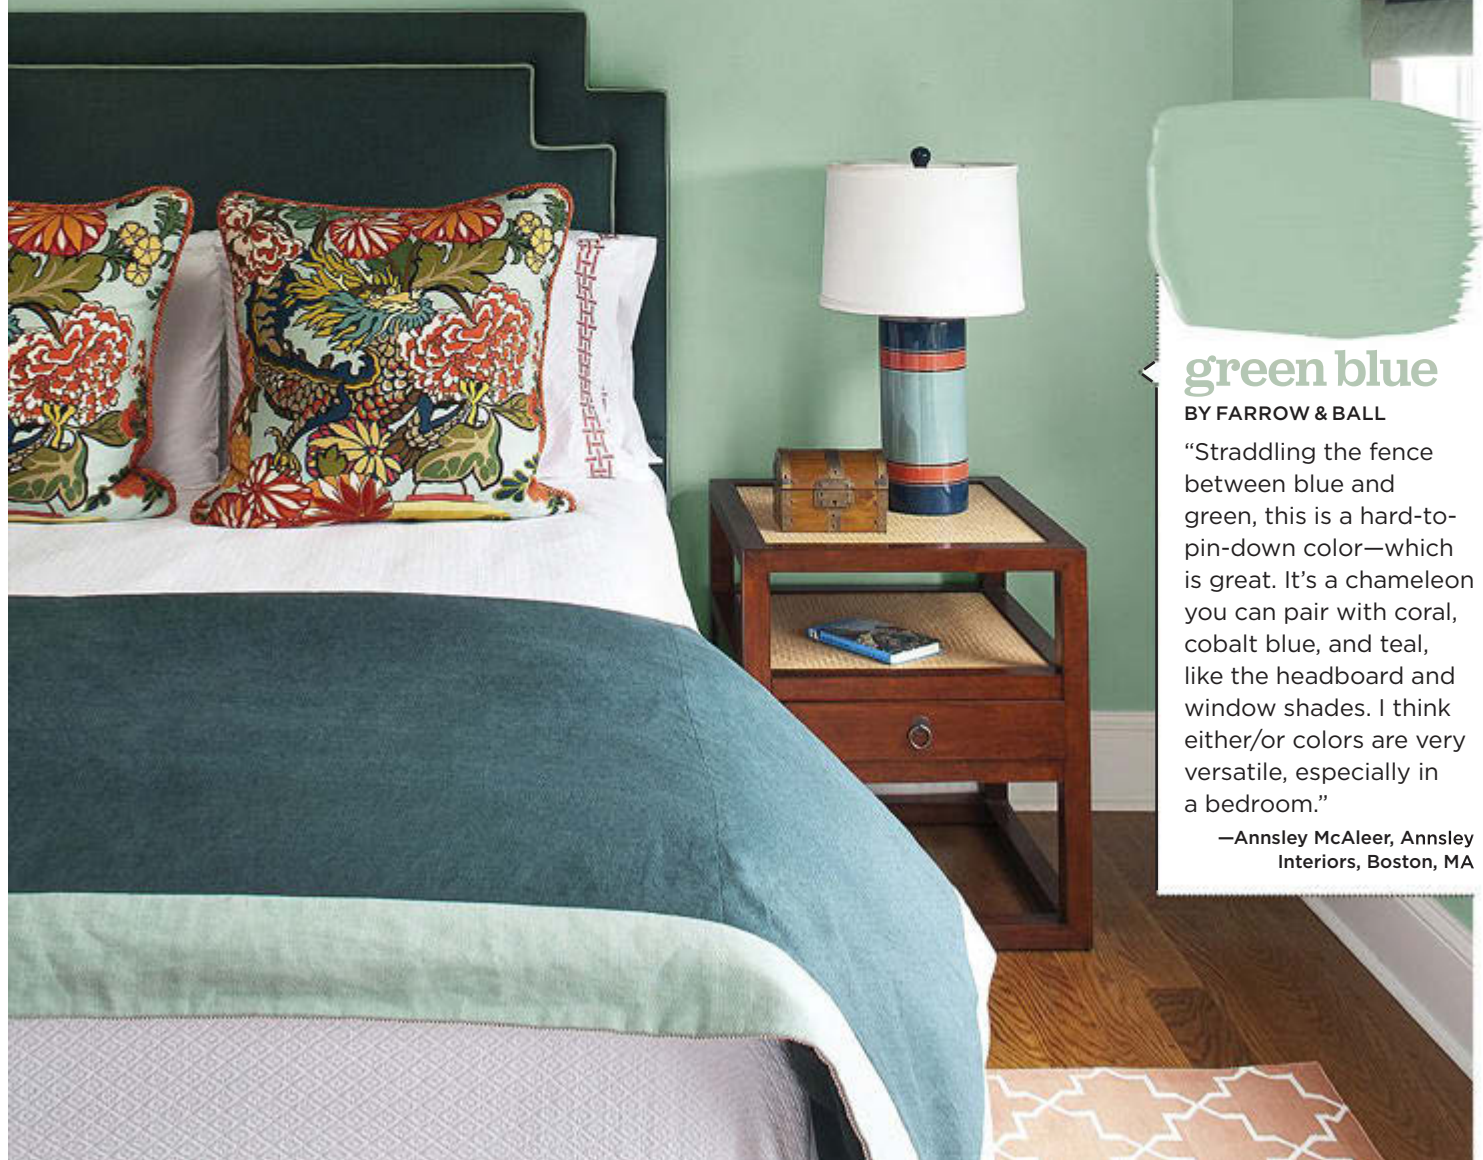 green blue
BY FARROW & BALL
“Straddling the fence
between blue and
green, this is a hard-to-
pin-down color—which
is great. It’s a chameleon
you can pair with coral,
cobalt blue, and teal,
like the headboard and
window shades. I think
either/or colors are very
versatile, especially in
a bedroom.”
—Annsley McAleer, Annsley
Interiors, Boston, MA